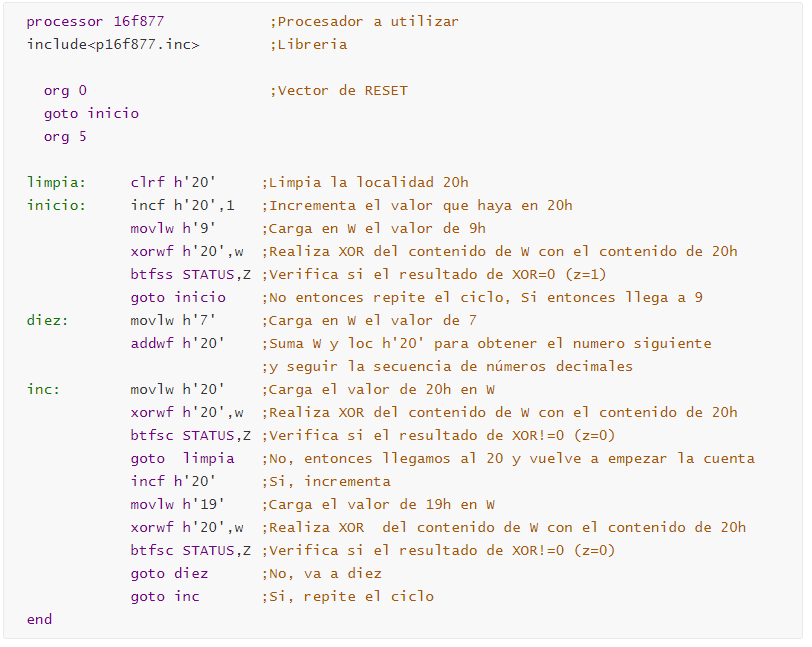 processor 16f877 ;Procesador a utilizar
include<p16f877.inc> ;Libreria
org 0 ;Vector de RESET
goto inicio
org 5
limpia: clrf h'20' ;Limpia la localidad 20h
inicio: incf h'20',1 ;Incrementa el valor que haya en 20h
movlw h'9' ;Carga en W el valor de 9h
xorwf h'20',w ;Realiza XOR del contenido de W con el contenido de 20h
btfss STATUS,Z ;Verifica si el resultado de XOR=0 (z=1)
goto inicio ;No entonces repite el ciclo, Si entonces llega a 9
diez: movlw h'7' ;Carga en W el valor de 7
addwf h'20' ;Suma W y loc h'20' para obtener el numero siguiente
;y seguir la secuencia de números decimales
inc: movlw h'20' ;Carga el valor de 20h en W
xorwf h'20',w ;Realiza XOR del contenido de W con el contenido de 20h
btfsc STATUS,Z ;Verifica si el resultado de XOR!=0 (z=0)
goto limpia ;No, entonces llegamos al 20 y vuelve a empezar la cuenta
incf h'20' ;Si, incrementa
movlw h'19' ;Carga el valor de 19h en W
xorwf h'20',w ;Realiza XOR del contenido de W con el contenido de 20h
btfsc STATUS,Z ;Verifica si el resultado de XOR!=0 (z=0)
goto diez ;No, va a diez
goto inc ;Si, repite el ciclo
end